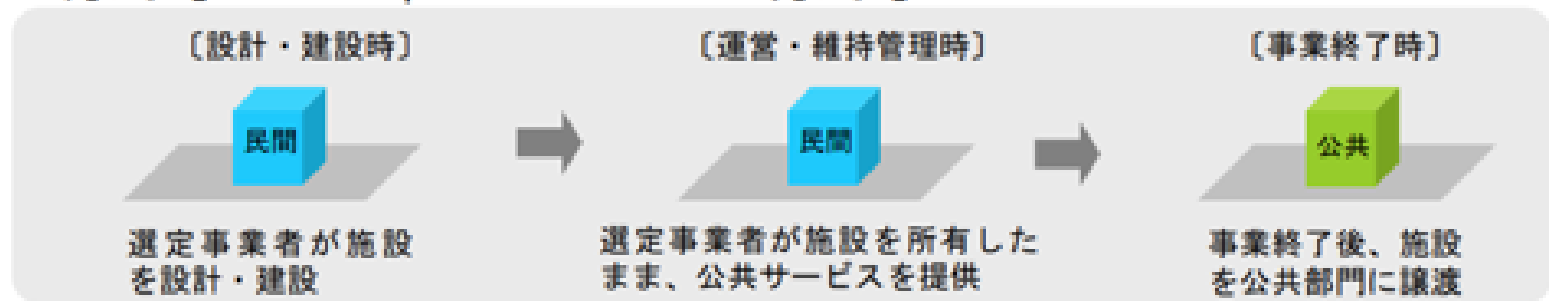 〔設計・建設時〕
〔運営・維持管理時〕
〔事業終了時〕
民間
民間
公共
選定事業者が施設
を設計・建設
選定事業者が施設を所有した
まま、公共サービスを提供
事業終了後、施設
を公共部門に譲渡